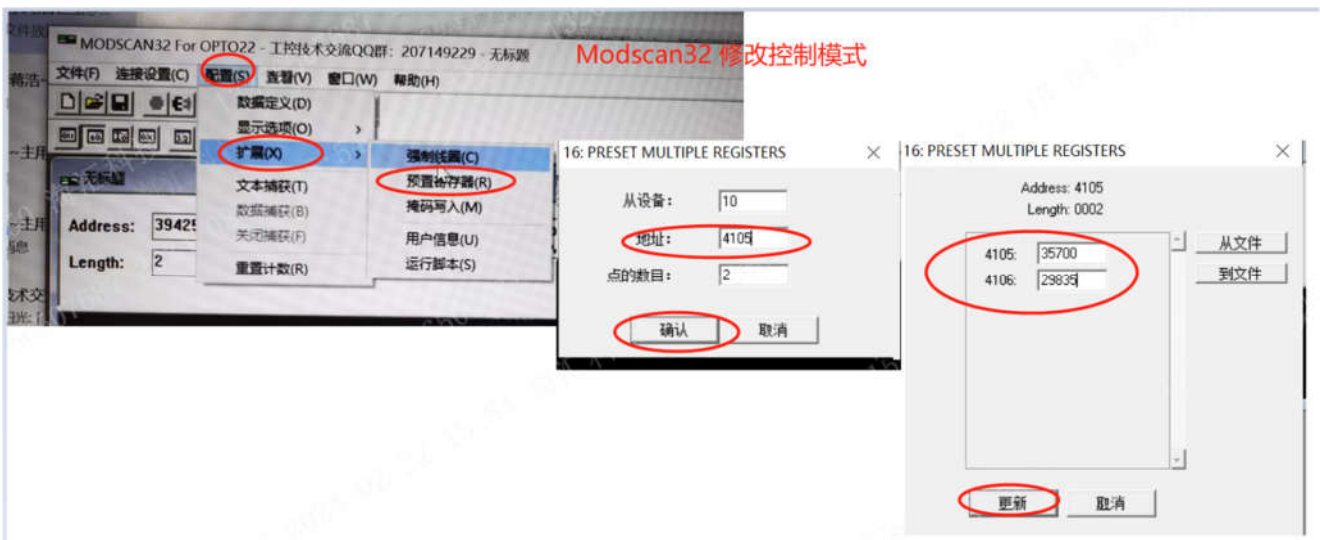 MODSCAN32 For OPTO22 - 工控技术交流QQ群: 207149229 - 无标题
Modscan32 修改控制模式
文件(F) 连接设置(C) 配置(S) 查看(V) 窗口(W) 帮助(H)
数据定义(D)
显示选项(O)
扩展(X)
文本捕获(T)
数据捕获(B)
关闭捕获(F)
重置计数(R)
强制线圈(C)
预置寄存器(R)
掩码写入(M)
用户信息(U)
运行脚本(S)
无标题
Address: 39425
Length: 2
16: PRESET MULTIPLE REGISTERS
从设备: 10
地址: 4105
点的数目: 2
确认 取消
16: PRESET MULTIPLE REGISTERS
Address: 4105
Length: 0002
4105: 35700
4106: 29835
从文件
到文件
更新 取消